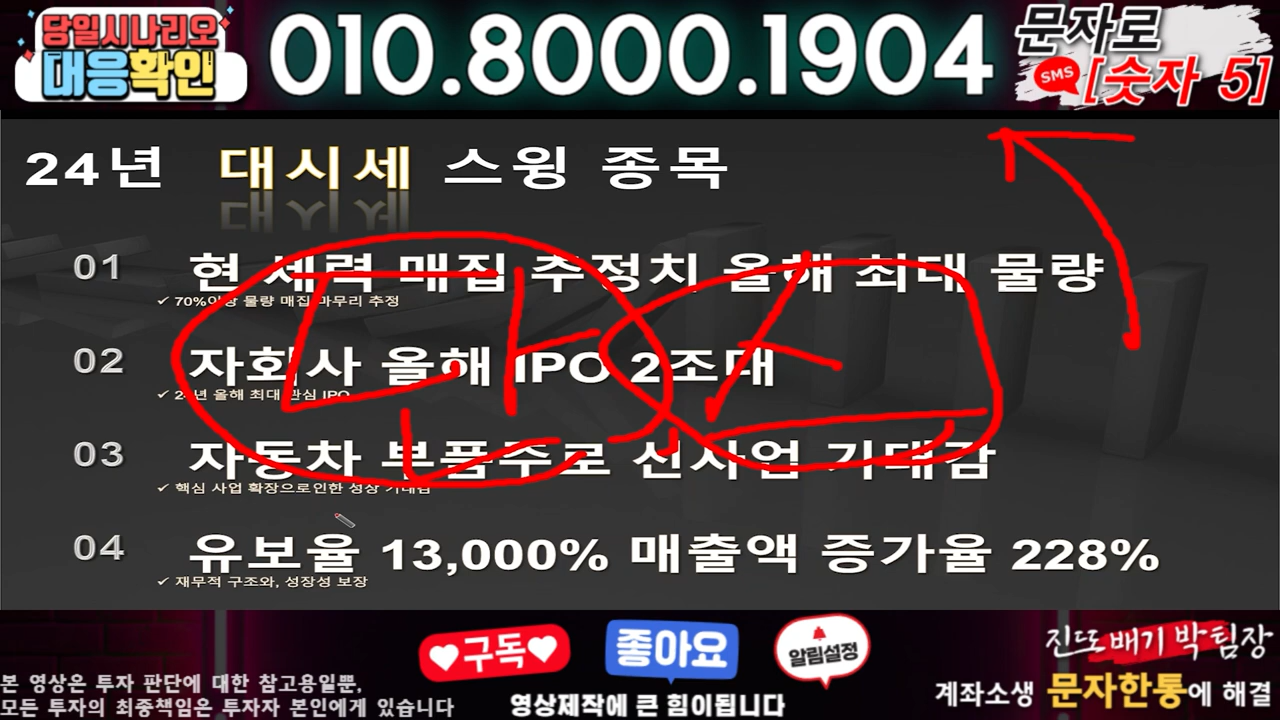 당일시나리오
대응확인
010.8000.1904
문자로
SMS [숫자 5]
24년 대시세 스윙 종목
01 현 세력 매집 추정치 올해 최대 물량
✓ 70%이상 물량 매집 마무리 추정
02 자회사 올해 IPO 2조대
✓ 24년 올해 최대 관심 IPO
03 자동차 부품주로 신사업 기대감
✓ 핵심 사업 확장으로인한 성장 기대감
04 유보율 13,000% 매출액 증가율 228%
✓ 재무적 구조와, 성장성 보장
구독
좋아요
알림설정
영상제작에 큰 힘이됩니다
본 영상은 투자 판단에 대한 참고용일뿐,
모든 투자의 최종책임은 투자자 본인에게 있습니다
진또배기 박팀장
계좌소생 문자한통에 해결